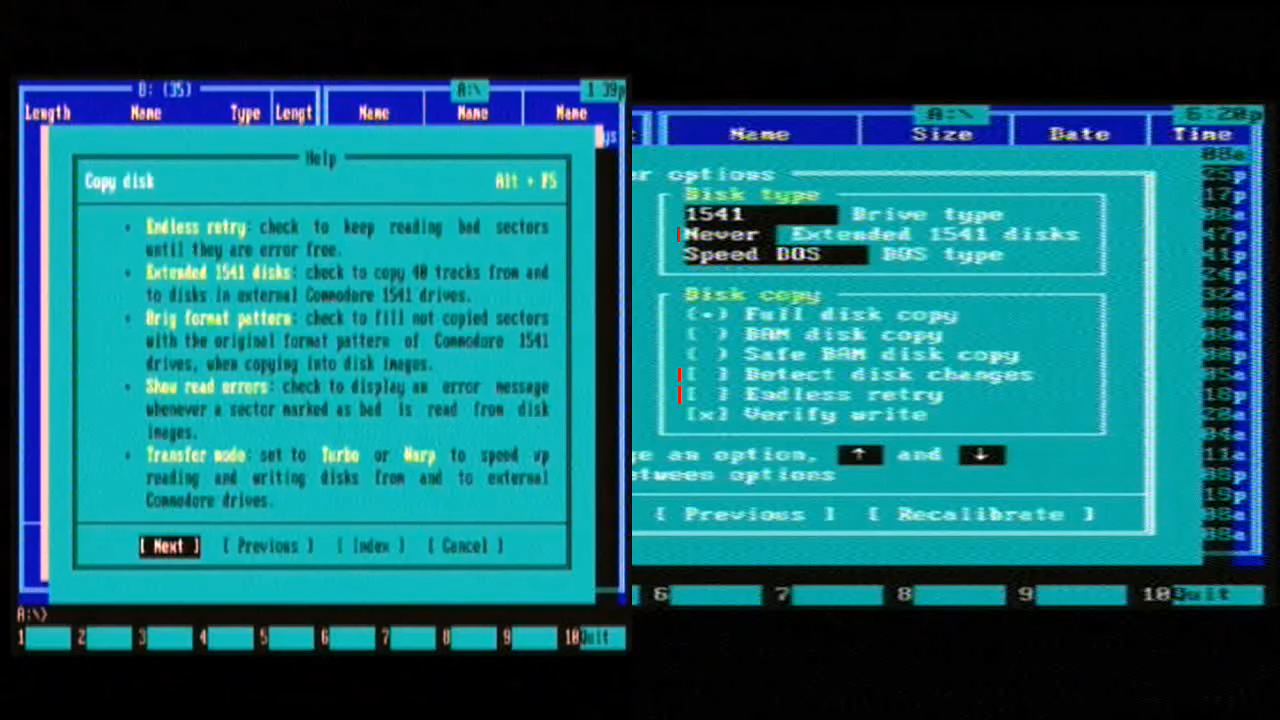 B: (35)
A:\
1 39p
Length Name Type Lengt Name Name Name
Help
Copy disk Alt + F5
• Endless retry: check to keep reading bad sectors
until they are error free.
• Extended 1541 disks: check to copy 40 tracks from and
to disks in external Commodore 1541 drives.
• Orig format pattern: check to fill not copied sectors
with the original format pattern of Commodore 1541
drives, when copying into disk images.
• Show read errors: check to display an error message
whenever a sector marked as bad is read from disk
images.
• Transfer mode: set to Turbo or Warp to speed up
reading and writing disks from and to external
Commodore drives.
[ Next ] [ Previous ] [ Index ] [ Cancel ]
A:\>
1 2 3 4 5 6 7 8 9 10Quit
A:\
6:20p
Name Size Date Time
er options
Disk type
1541 Drive type
Never Extended 1541 disks
Speed DOS DOS type
Disk copy
(•) Full disk copy
( ) BAM disk copy
( ) Safe BAM disk copy
[ ] Detect disk changes
[ ] Endless retry
[x] Verify write
ge an option, ↑ and ↓
etween options
[ Previous ] [ Recalibrate ]
6 7 8 9 10Quit